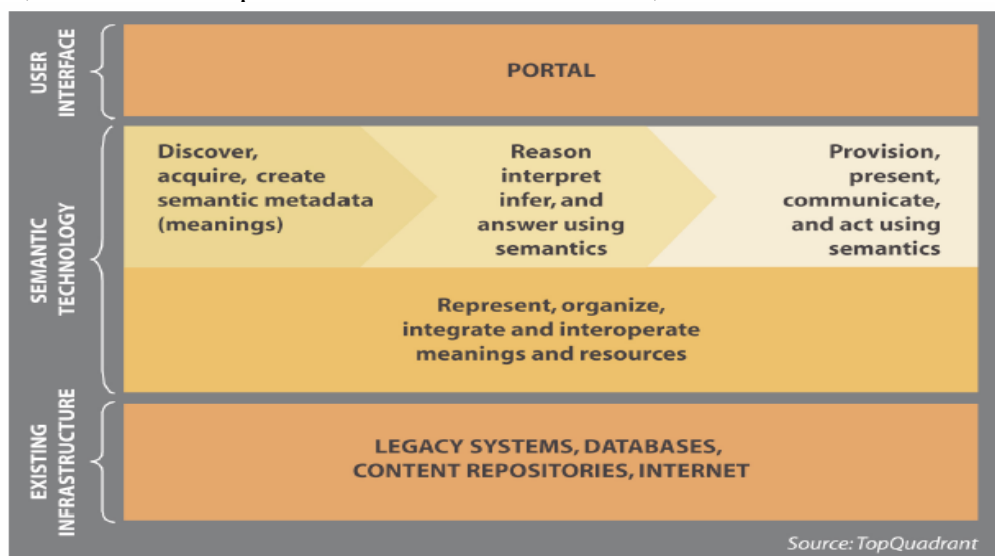 USER
INTERFACE
PORTAL
SEMANTIC
TECHNOLOGY
Discover,
acquire, create
semantic metadata
(meanings)
Reason
interpret
infer, and
answer using
semantics
Provision,
present,
communicate,
and act using
semantics
Represent, organize,
integrate and interoperate
meanings and resources
EXISTING
INFRASTRUCTURE
LEGACY SYSTEMS, DATABASES,
CONTENT REPOSITORIES, INTERNET
Source: TopQuadrant